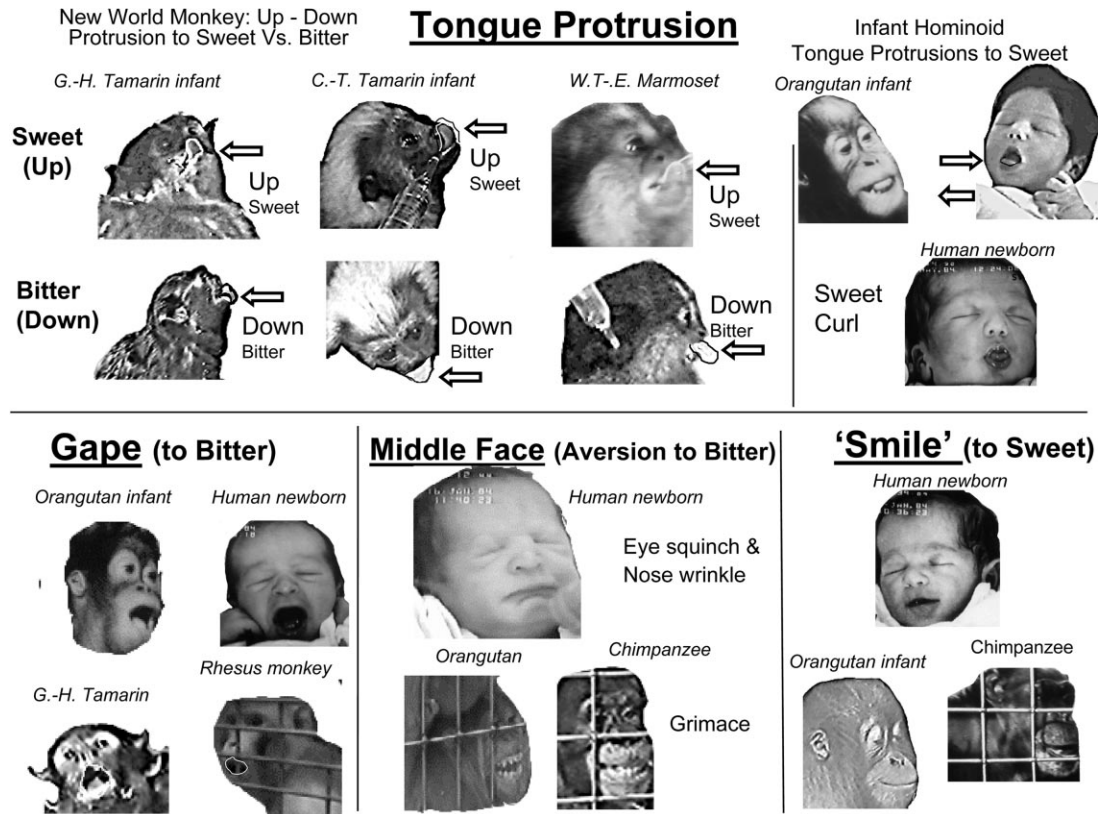 New World Monkey: Up - Down
Protrusion to Sweet Vs. Bitter
Tongue Protrusion
Infant Hominoid
Tongue Protrusions to Sweet
G.-H. Tamarin infant
C.-T. Tamarin infant
W.T-.E. Marmoset
Orangutan infant
Sweet
(Up)
Up
Sweet
Up
Sweet
Up
Sweet
Human newborn
Bitter
(Down)
Down
Bitter
Down
Bitter
Down
Bitter
Sweet
Curl
Gape (to Bitter)
Orangutan infant
Human newborn
G.-H. Tamarin
Rhesus monkey
Middle Face (Aversion to Bitter)
Human newborn
11:40:23
Eye squinch &
Nose wrinkle
Orangutan
Chimpanzee
Grimace
'Smile' (to Sweet)
Human newborn
Orangutan infant
Chimpanzee